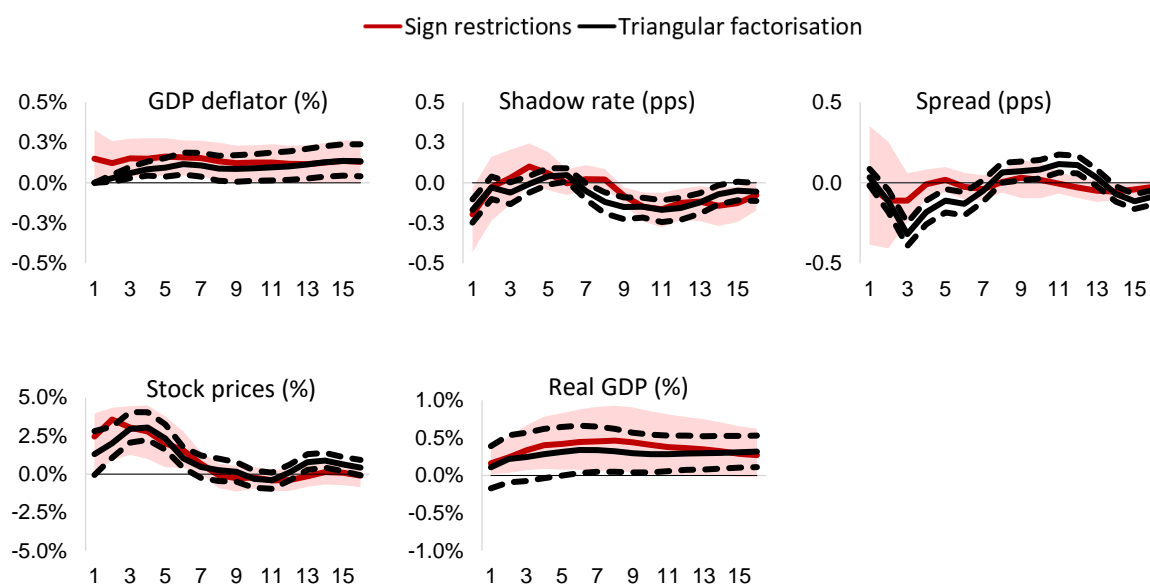 Sign restrictions Triangular factorisation
GDP deflator (%)
0.5%
0.3%
0.0%
-0.3%
-0.5%
1 3 5 7 9 11 13 15
Shadow rate (pps)
0.5
0.3
0.0
-0.3
-0.5
1 3 5 7 9 11 13 15
Spread (pps)
0.5
0.0
-0.5
1 3 5 7 9 11 13 15
Stock prices (%)
5.0%
2.5%
0.0%
-2.5%
-5.0%
1 3 5 7 9 11 13 15
Real GDP (%)
1.0%
0.5%
0.0%
-0.5%
-1.0%
1 3 5 7 9 11 13 15